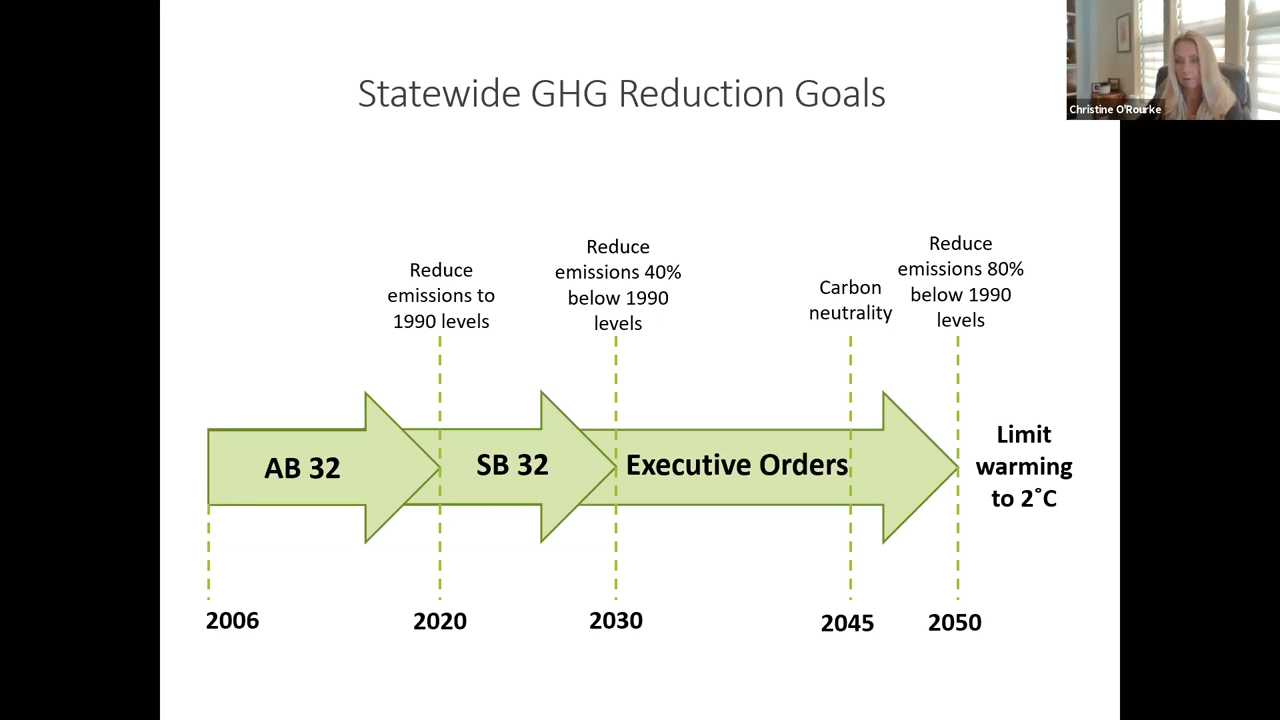 Statewide GHG Reduction Goals
Christine O'Rourke
Reduce
emissions to
1990 levels
Reduce
emissions 40%
below 1990
levels
Carbon
neutrality
Reduce
emissions 80%
below 1990
levels
AB 32
SB 32
Executive Orders
Limit
warming
to 2˚C
2006
2020
2030
2045
2050